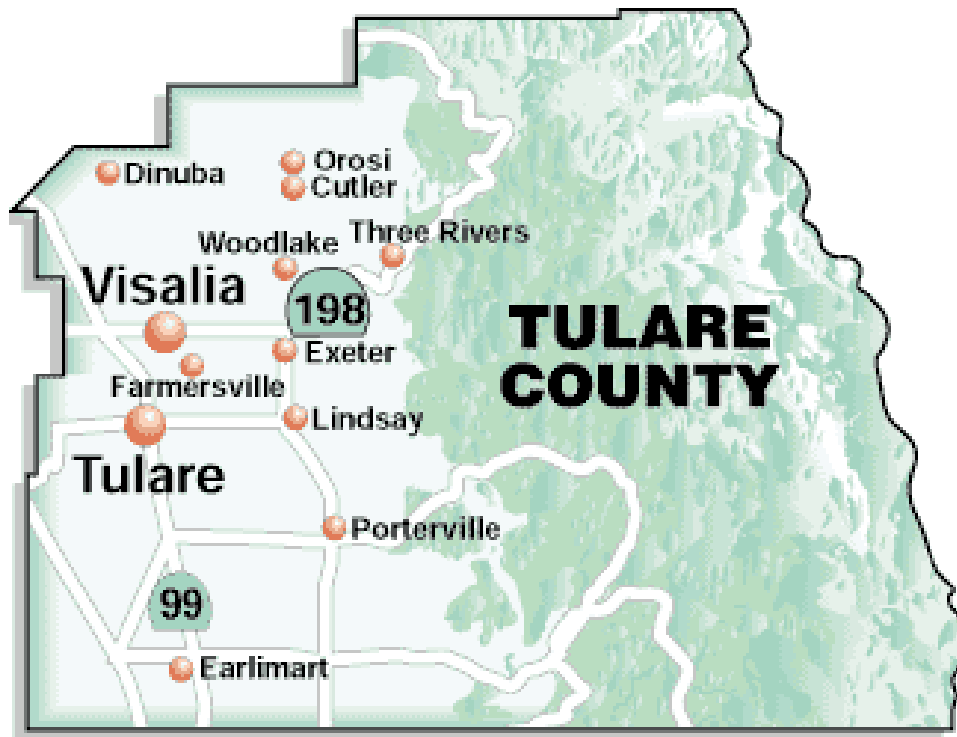 Dinuba
Orosi
Cutler
Three Rivers
Woodlake
Visalia
198
TULARE
COUNTY
Exeter
Farmersville
Lindsay
Tulare
Porterville
99
Earlimart